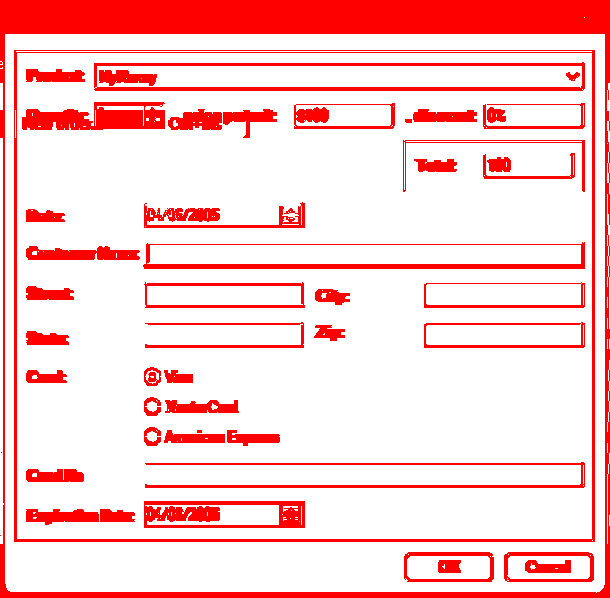 Product: MyMoney
Quantity: price per unit: $100 discount: 0%
Total: 100
Date: 04/06/2005
Customer Name:
Street: City:
State: Zip:
Card: Visa
MasterCard
American Express
Card No
Expiration Date: 04/06/2005
OK Cancel